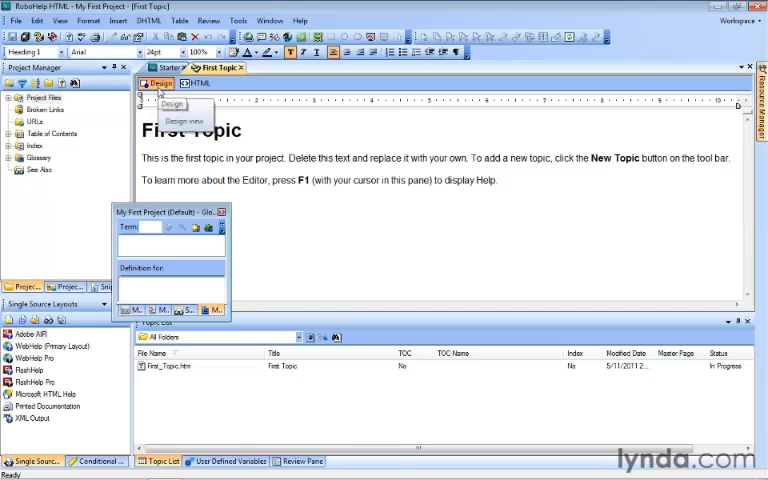 RoboHelp HTML - My First Project - [First Topic]
File Edit View Format Insert DHTML Table Review Tools Window Help
Workspace
Heading 1 Arial 24pt 100%
Project Manager
Starter First Topic
Design HTML
Project Files
Broken Links
URLs
Table of Contents
Index
Glossary
See Also
Design
Design view
First Topic
This is the first topic in your project. Delete this text and replace it with your own. To add a new topic, click the New Topic button on the tool bar.
To learn more about the Editor, press F1 (with your cursor in this pane) to display Help.
Resource Manager
My First Project (Default) - Glo...
Term:
Definition for:
M... M... S... M...
Projec... Projec... Sni
Single Source Layouts
Adobe AIR
WebHelp (Primary Layout)
WebHelp Pro
FlashHelp
FlashHelp Pro
Microsoft HTML Help
Printed Documentation
XML Output
Single Sourc... Conditional ...
Topic List
All Folders
File Name Title TOC TOC Name Index Modified Date Master Page Status
First_Topic.htm First Topic No No 5/11/2011 2:... In Progress
Topic List User Defined Variables Review Pane
Ready
lynda.com